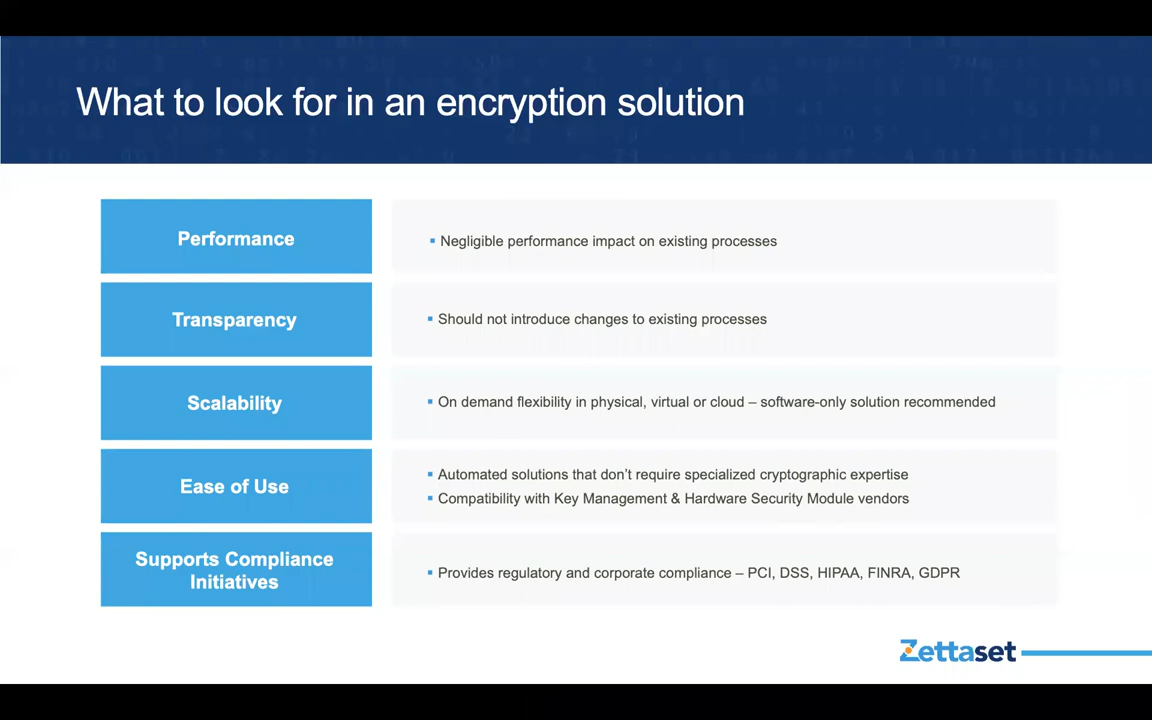 What to look for in an encryption solution
Performance
▪ Negligible performance impact on existing processes
Transparency
▪ Should not introduce changes to existing processes
Scalability
▪ On demand flexibility in physical, virtual or cloud – software-only solution recommended
Ease of Use
▪ Automated solutions that don’t require specialized cryptographic expertise
▪ Compatibility with Key Management & Hardware Security Module vendors
Supports Compliance
Initiatives
▪ Provides regulatory and corporate compliance – PCI, DSS, HIPAA, FINRA, GDPR
Zettaset